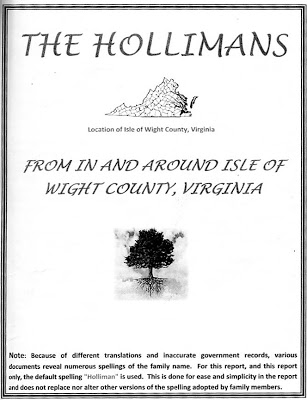 THE HOLLIMANS
Location of Isle of Wight County, Virginia
FROM IN AND AROUND ISLE OF
WIGHT COUNTY, VIRGINIA
Note: Because of different translations and inaccurate government records, various
documents reveal numerous spellings of the family name. For this report, and this report
only, the default spelling "Holliman" is used. This is done for ease and simplicity in the report
and does not replace nor alter other versions of the spelling adopted by family members.